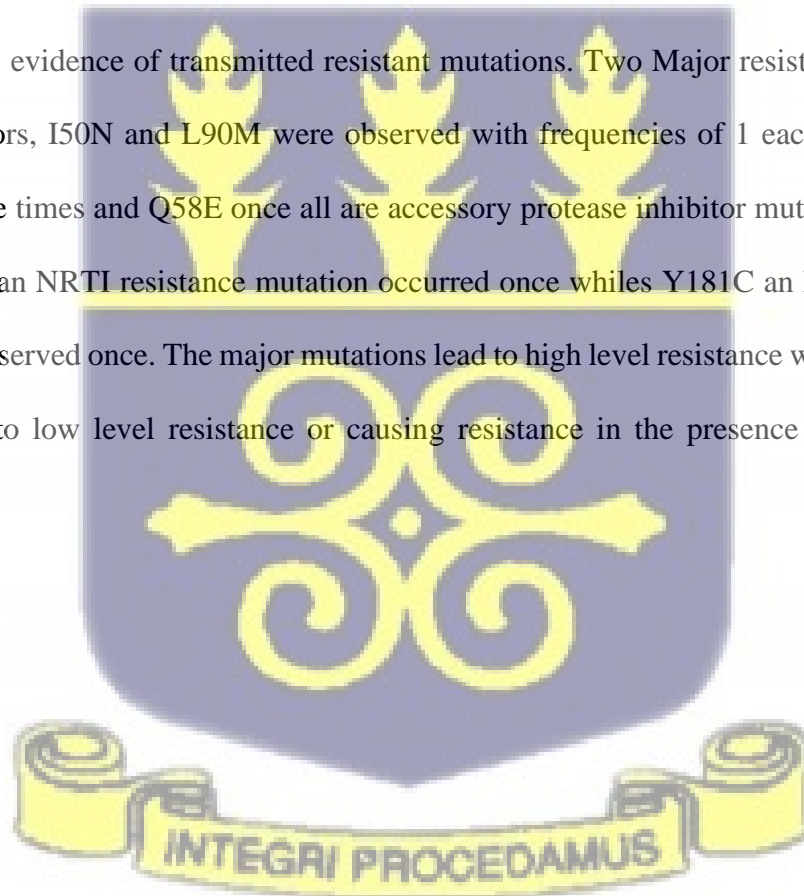 evidence of transmitted resistant mutations. Two Major resist
ors, I50N and L90M were observed with frequencies of 1 eac
e times and Q58E once all are accessory protease inhibitor mut
an NRTI resistance mutation occurred once whiles Y181C an
served once. The major mutations lead to high level resistance w
to low level resistance or causing resistance in the presence
INTEGRI PROCEDAMUS